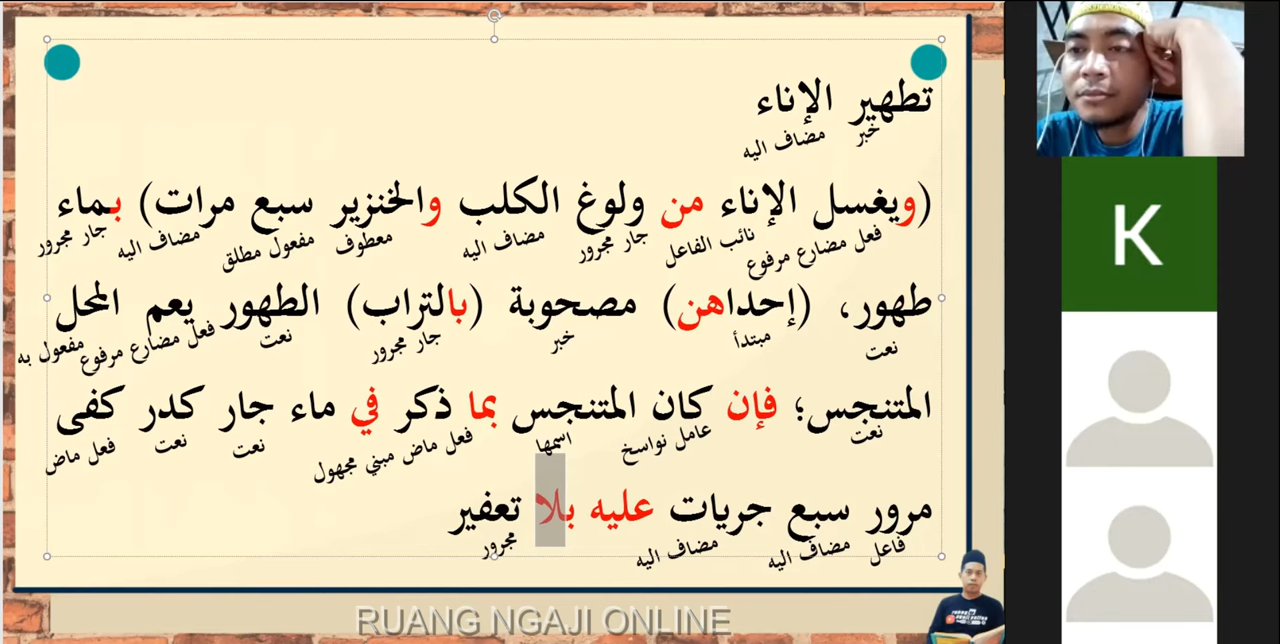 تطهير الإناء
خبر مضاف اليه
(ويغسل الإناء من ولوغ الكلب والخنزير سبع مرات) بماء
فعل مضارع مرفوع نائب الفاعل جار مجرور مضاف اليه معطوف مفعول مطلق مضاف اليه جار مجرور
طهور، (إحداهن) مصحوبة (بالتراب) الطهور يعم المحل
نعت مبتدأ خبر جار مجرور نعت فعل مضارع مرفوع مفعول به
المتنجس؛ فإن كان المتنجس بما ذكر في ماء جار كدر كفى
نعت عامل نواسخ اسمها فعل ماض مبني مجهول نعت نعت فعل ماض
مرور سبع جريات عليه بلا تعفير
فاعل مضاف اليه مضاف اليه مجرور
RUANG NGAJI ONLINE
K